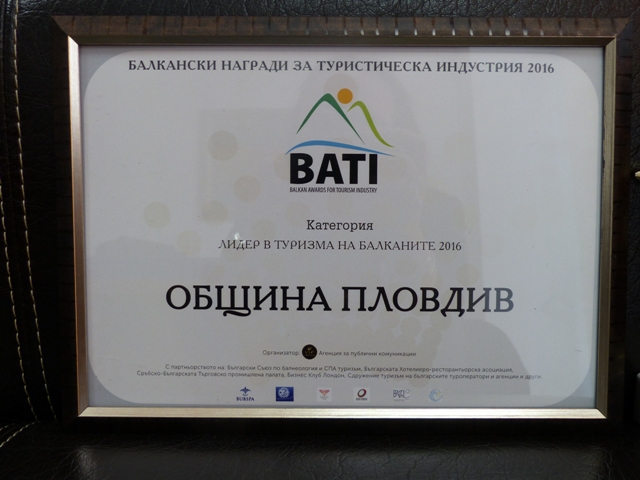 БАЛКАНСКИ НАГРАДИ ЗА ТУРИСТИЧЕСКА ИНДУСТРИЯ 2016
BATI
BALKAN AWARDS FOR TOURISM INDUSTRY
Категория
ЛИДЕР В ТУРИЗМА НА БАЛКАНИТЕ 2016
ОБЩИНА ПЛОВДИВ
Организатор: Агенция за публични комуникации
С партньорството на: Български Съюз по балнеология и СПА туризъм, Българската Хотелиеро-ресторантьорска асоциация,
Сръбско-Българската Търговско промишлена палата, Бизнес Клуб Лондон, Сдружение туризъм на българските туроператори и агенции и други.
BUBSPA